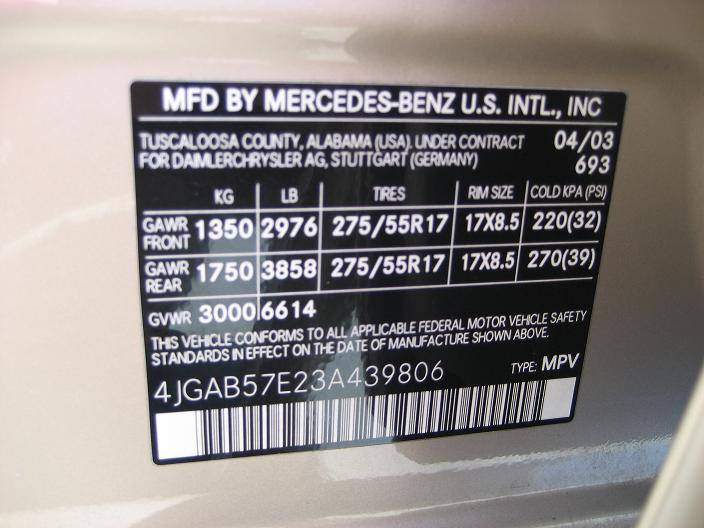 MFD BY MERCEDES-BENZ U.S. INTL., INC
TUSCALOOSA COUNTY, ALABAMA (USA), UNDER CONTRACT 04/03
FOR DAIMLERCHRYSLER AG, STUTTGART (GERMANY) 693
KG LB TIRES RIM SIZE COLD KPA (PSI)
GAWR FRONT 1350 2976 275/55R17 17X8.5 220(32)
GAWR REAR 1750 3858 275/55R17 17X8.5 270(39)
GVWR 3000 6614
THIS VEHICLE CONFORMS TO ALL APPLICABLE FEDERAL MOTOR VEHICLE SAFETY
STANDARDS IN EFFECT ON THE DATE OF MANUFACTURE SHOWN ABOVE.
4JGAB57E23A439806 TYPE: MPV